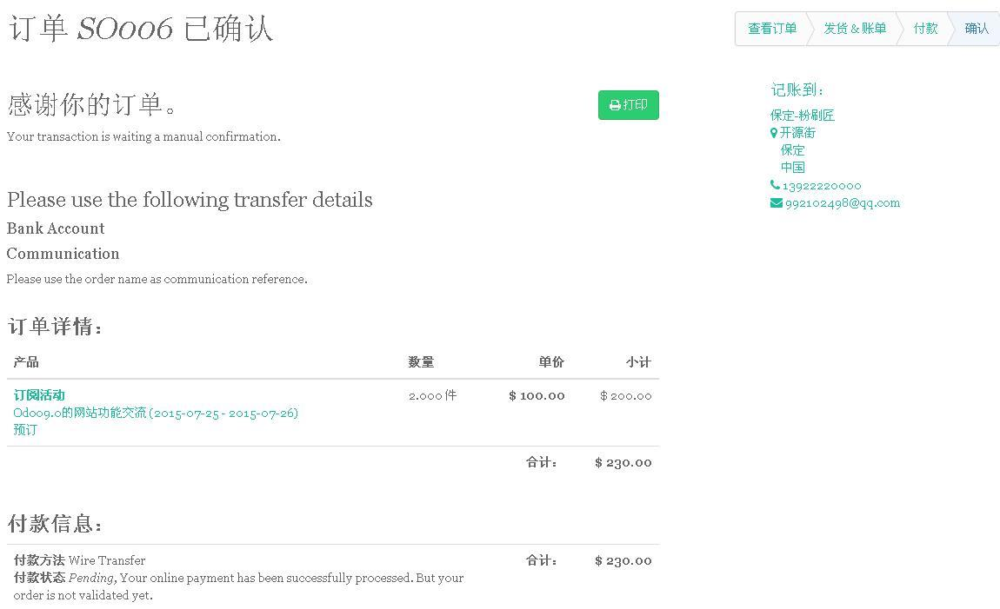 订单 SO006 已确认
查看订单
发货 & 账单
付款
确认
感谢你的订单。
打印
Your transaction is waiting a manual confirmation.
记账到：
保定-粉刷匠
开源街
保定
中国
13922220000
992102498@qq.com
Please use the following transfer details
Bank Account
Communication
Please use the order name as communication reference.
订单详情：
产品 数量 单价 小计
订阅活动 2.000 件 $ 100.00 $ 200.00
Odoo9.0的网站功能交流 (2015-07-25 - 2015-07-26)
预订
合计： $ 230.00
付款信息：
付款方法 Wire Transfer 合计： $ 230.00
付款状态 Pending, Your online payment has been successfully processed. But your
order is not validated yet.